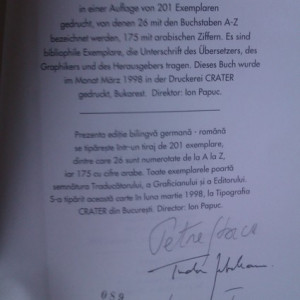 in einer Auflage von 201 Exemplaren
gedruckt, von denen 26 mit den Buchstaben A-Z
bezeichnet werden, 175 mit arabischen Ziffern. Es sind
bibliophile Exemplare, die Unterschrift des Übersetzers, des
Graphikers und des Herausgebers tragen. Dieses Buch wurde
im Monat März 1998 in der Druckerei CRATER
gedruckt, Bukarest. Direktor: Ion Papuc.
Prezenta ediție bilingvă germană - română
se tipărește într-un tiraj de 201 exemplare,
dintre care 26 sunt numerotate de la A la Z,
iar 175 cu cifre arabe. Toate exemplarele poartă
semnătura Traducătorului, a Graficianului și a Editorului.
S-a tipărit această carte în luna martie 1998, la Tipografia
CRATER din București. Director: Ion Papuc.
Petre
Tudor
089